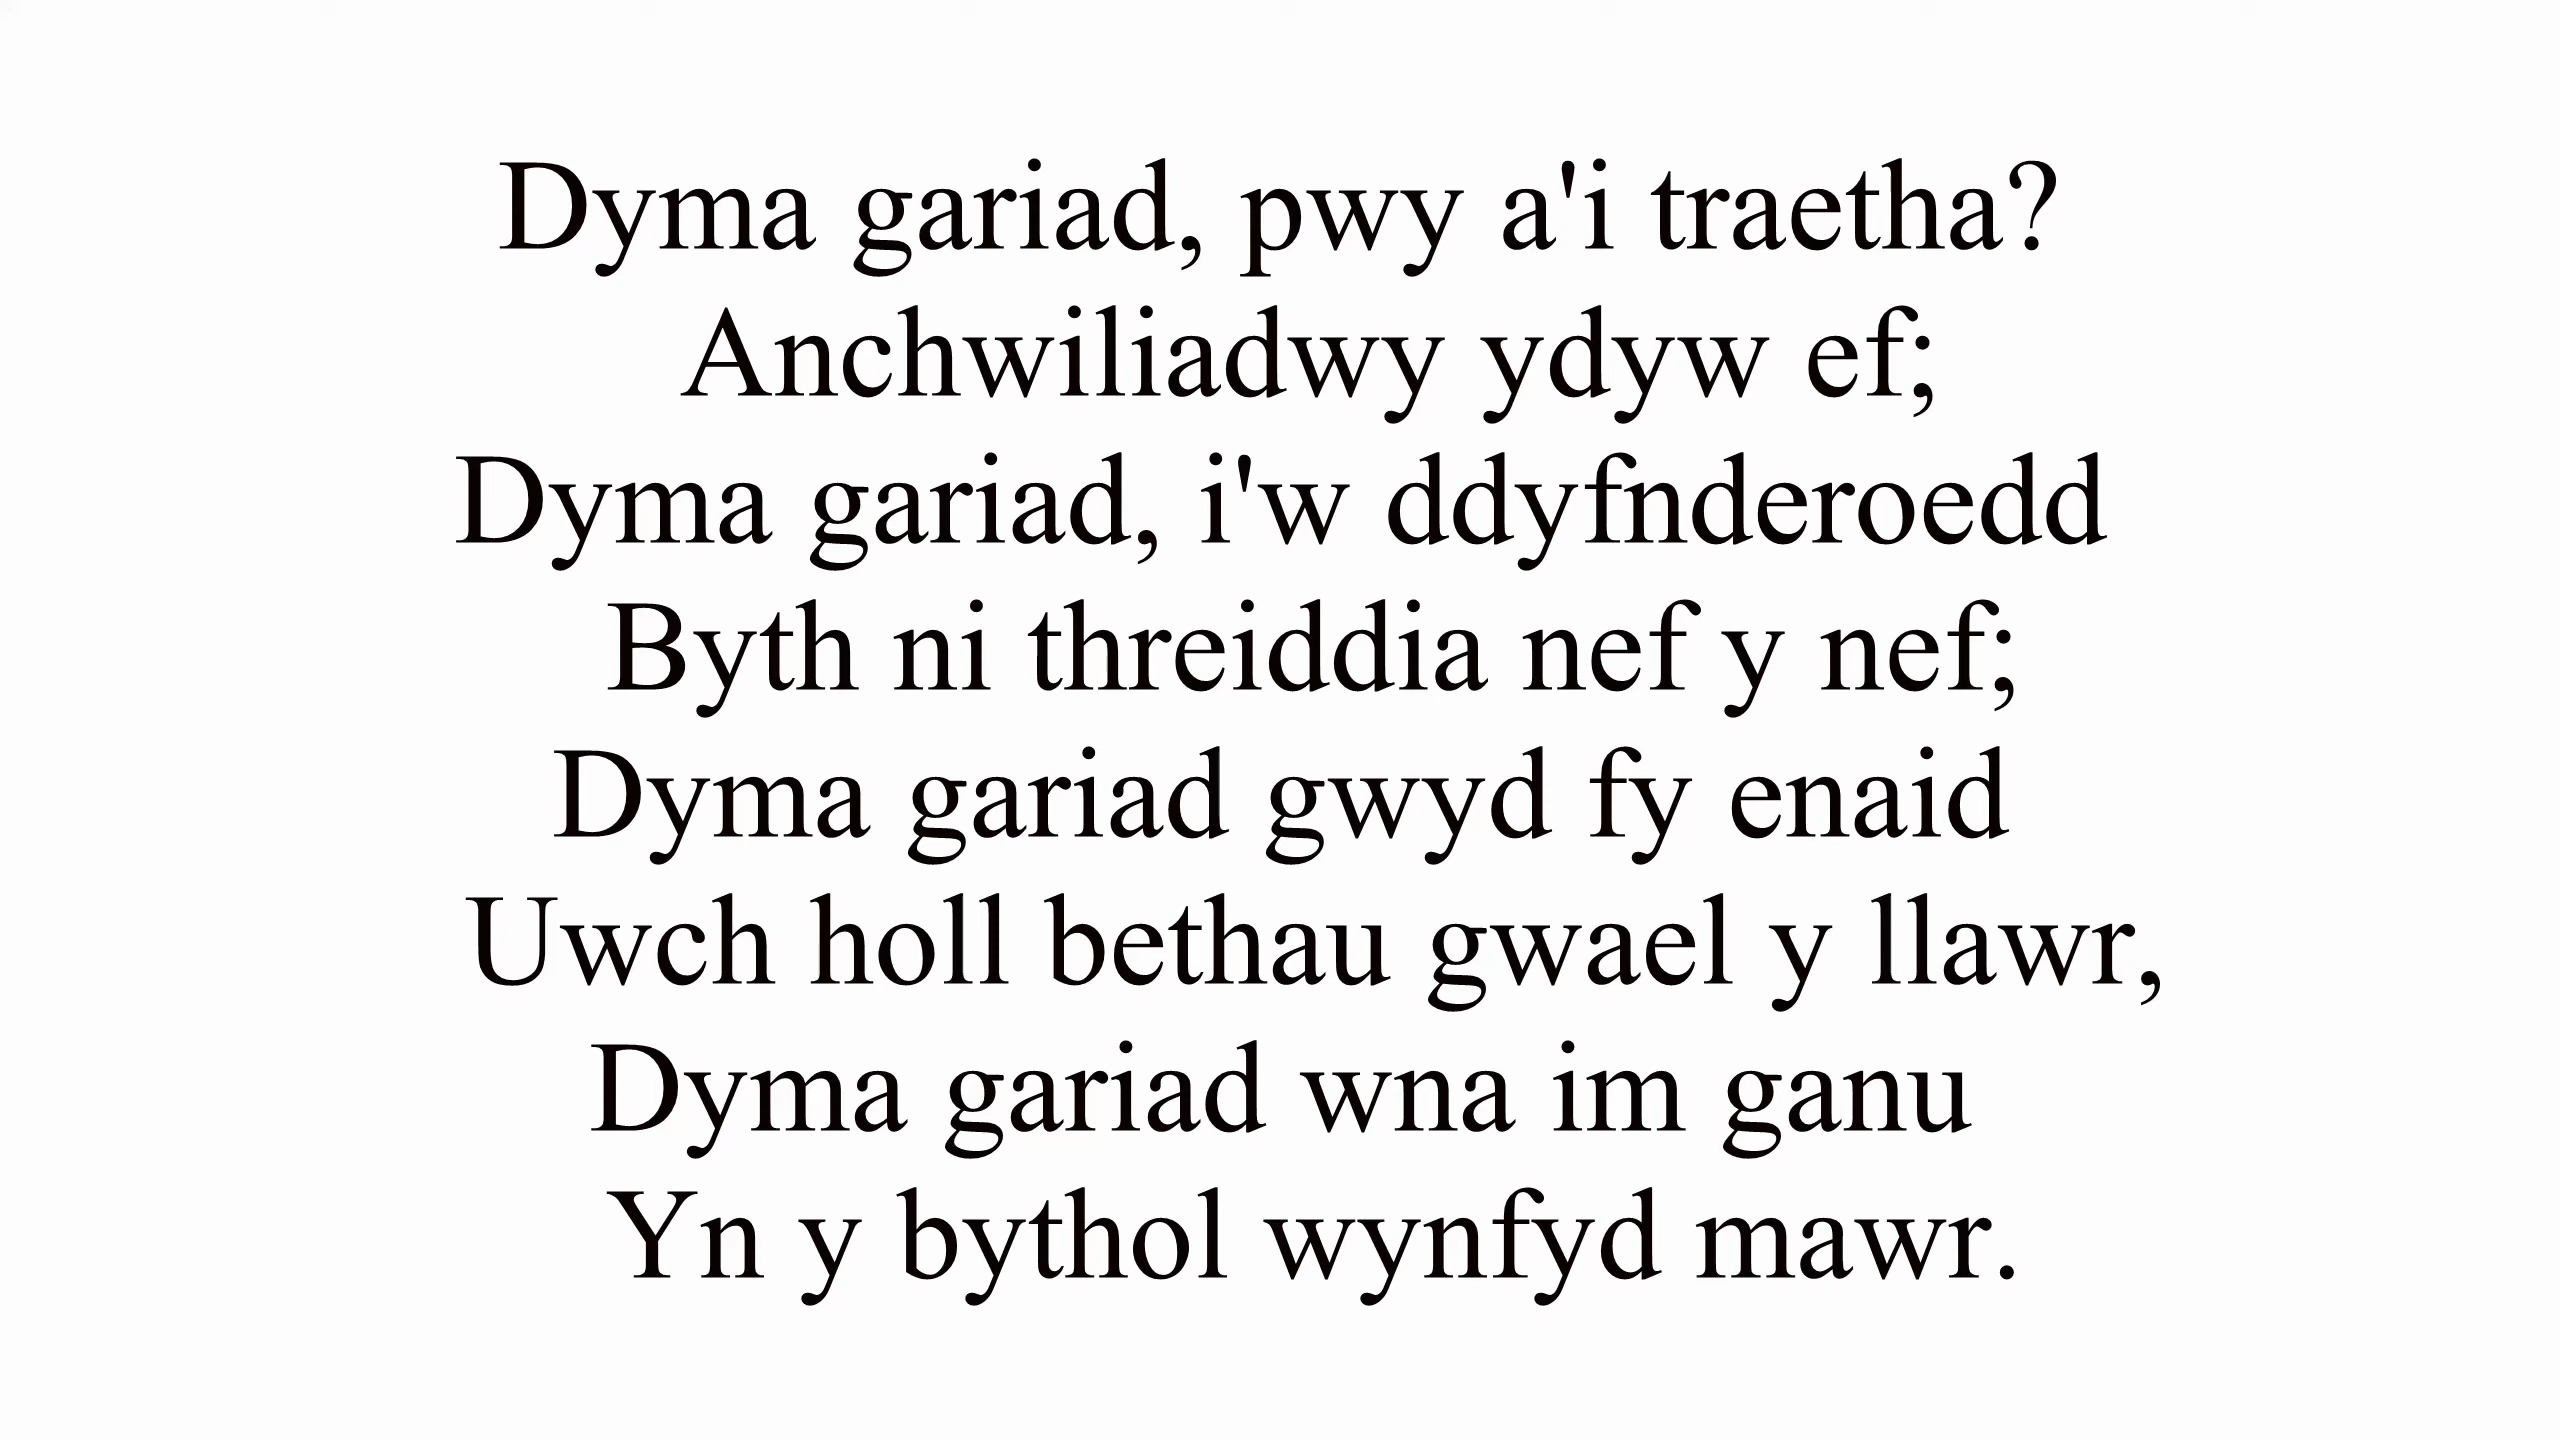 Dyma gariad, pwy a'i traetha?
Anchwiliadwy ydyw ef;
Dyma gariad, i'w ddyfnderoedd
Byth ni threiddia nef y nef;
Dyma gariad gwyd fy enaid
Uwch holl bethau gwael y llawr,
Dyma gariad wna im ganu
Yn y bythol wynfyd mawr.